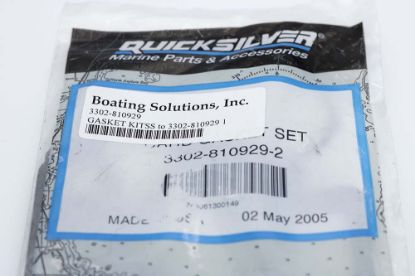 QUICKSILVER
Marine Parts & Accessories
Boating Solutions, Inc.
3302-810929
GASKET KITSS to 3302-810929 1
SET
3302-810929-2
MADE
02 May 2005